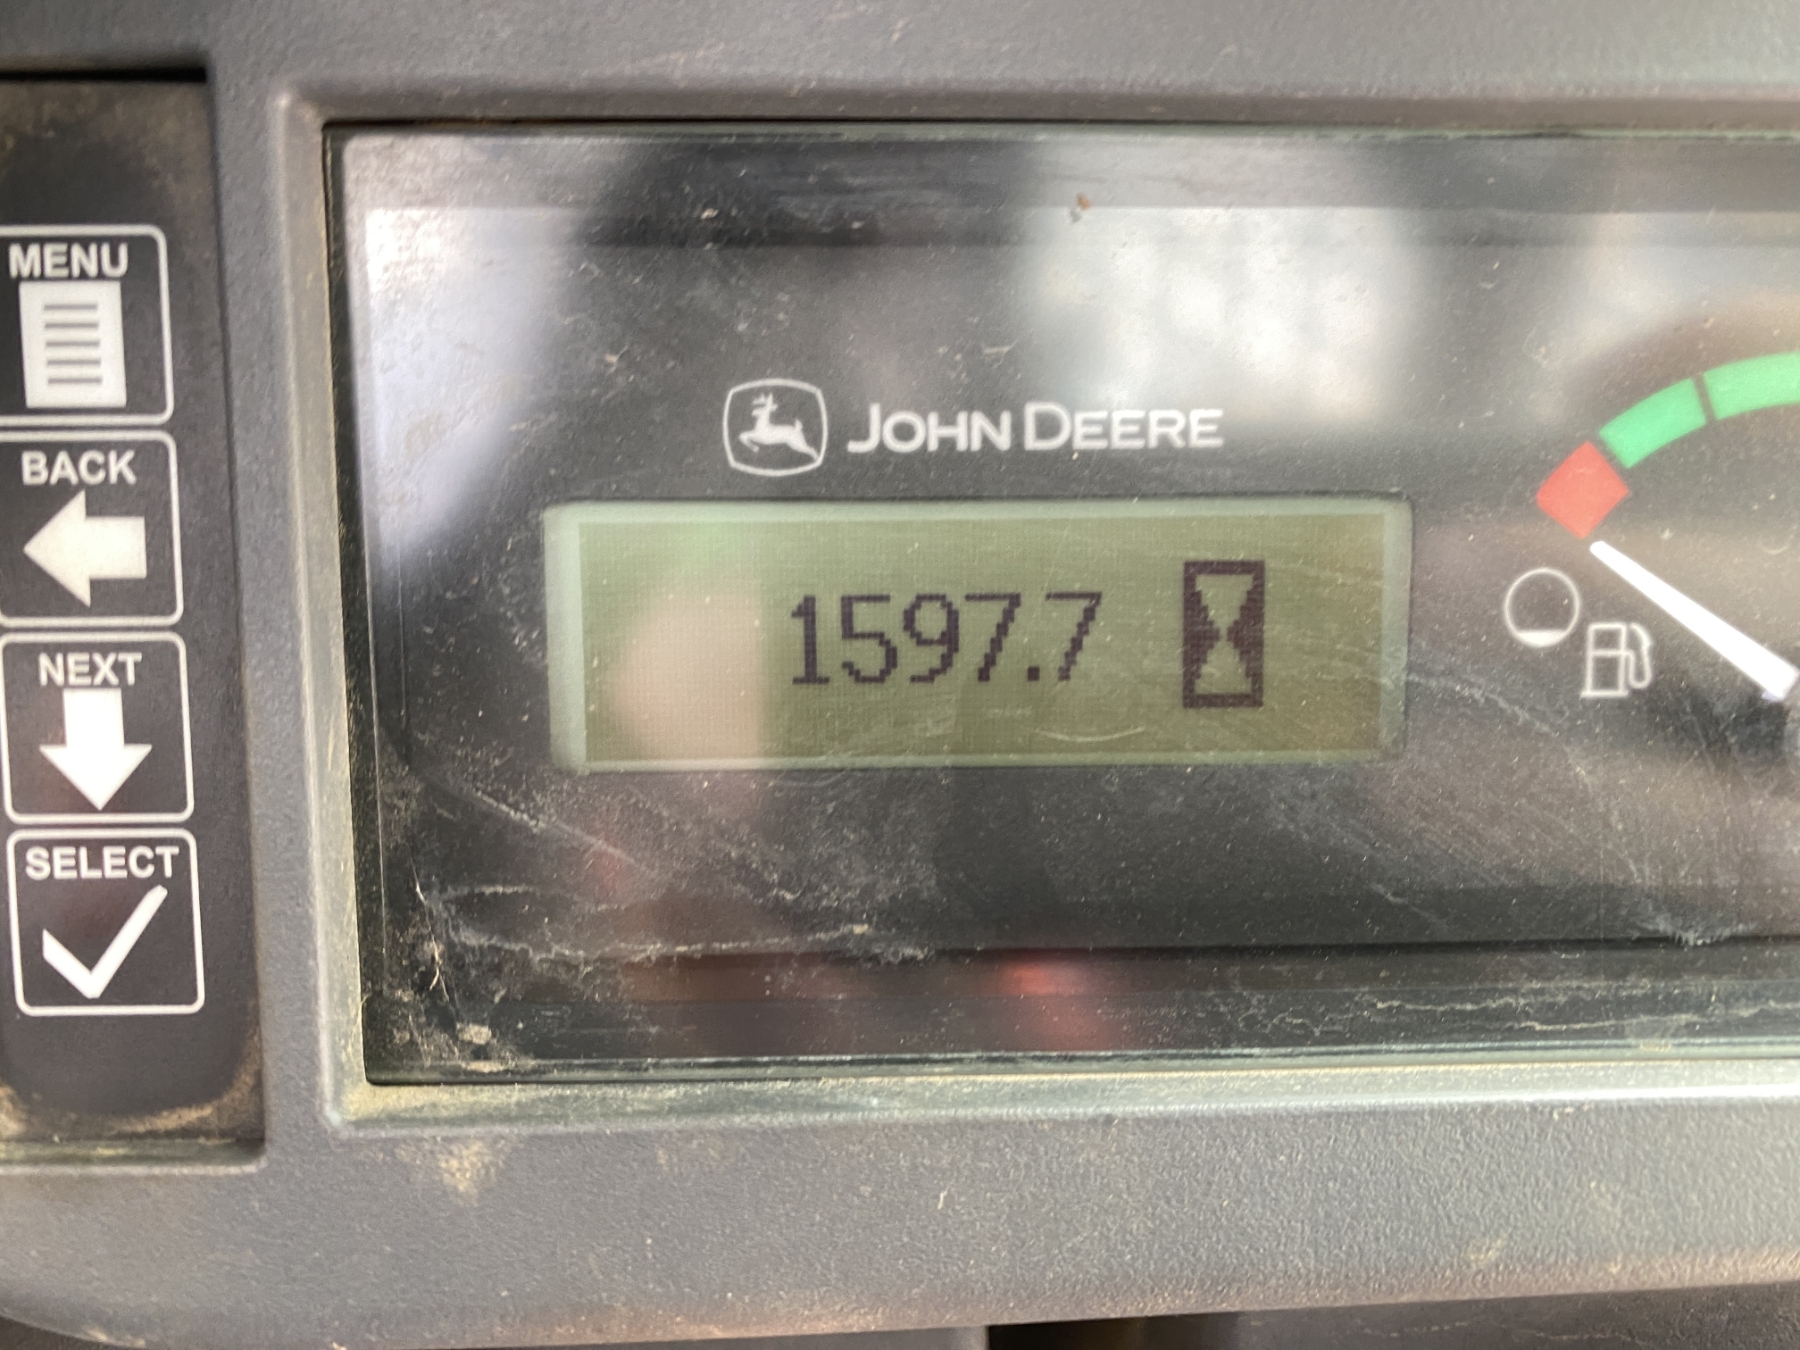 MENU
BACK
NEXT
SELECT
JOHN DEERE
1597.7